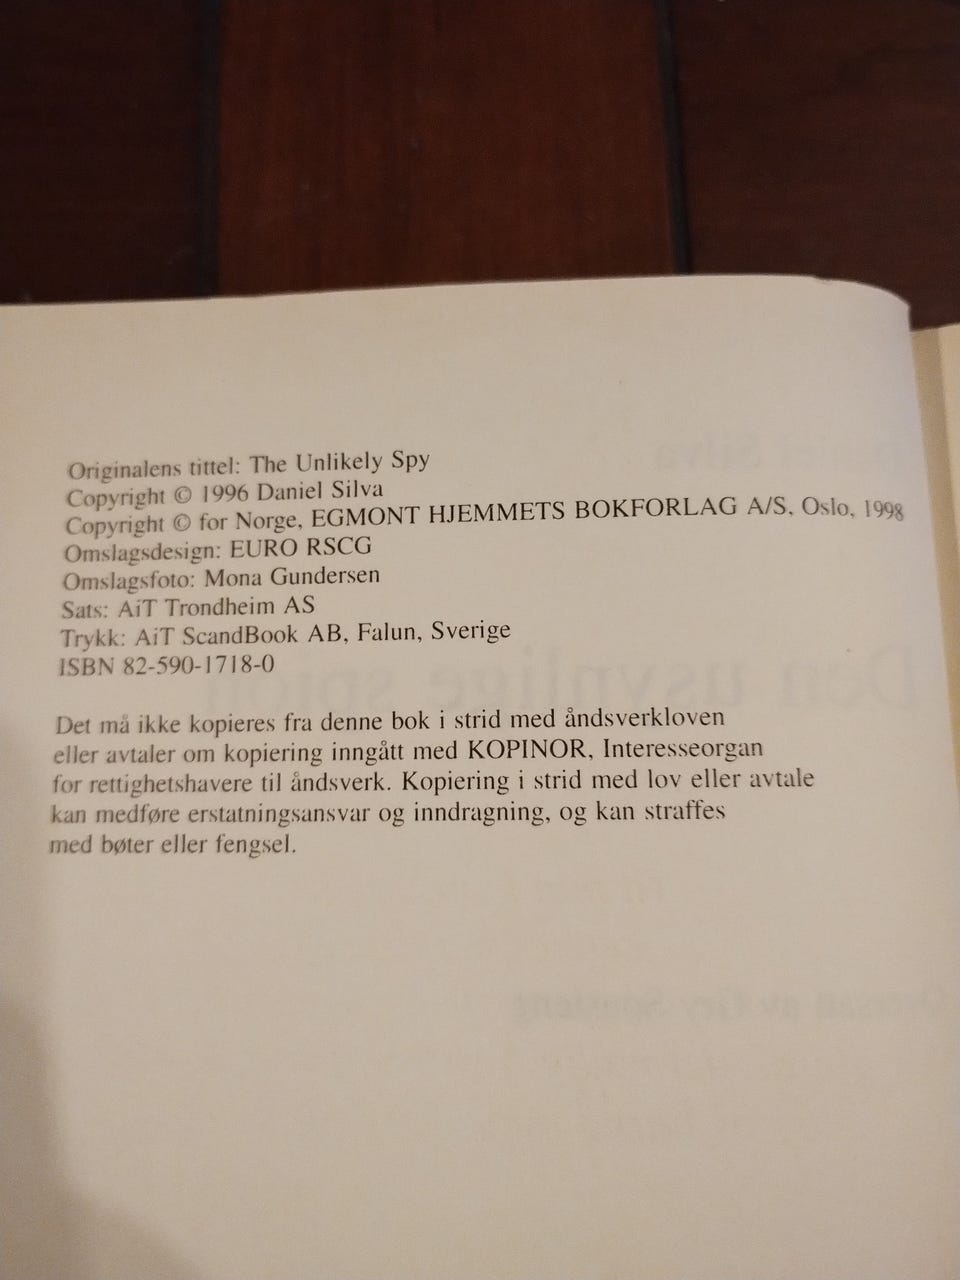 Originalens tittel: The Unlikely Spy
Copyright © 1996 Daniel Silva
Copyright © for Norge, EGMONT HJEMMETS BOKFORLAG A/S, Oslo, 1998
Omslagsdesign: EURO RSCG
Omslagsfoto: Mona Gundersen
Sats: AiT Trondheim AS
Trykk: AiT ScandBook AB, Falun, Sverige
ISBN 82-590-1718-0
Det må ikke kopieres fra denne bok i strid med åndsverkloven
eller avtaler om kopiering inngått med KOPINOR, Interesseorgan
for rettighetshavere til åndsverk. Kopiering i strid med lov eller avtale
kan medføre erstatningsansvar og inndragning, og kan straffes
med bøter eller fengsel.